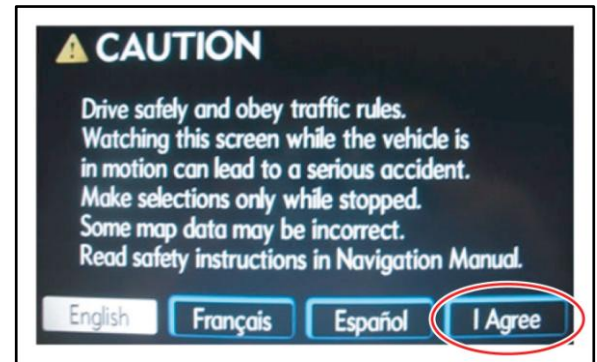 CAUTION
Drive safely and obey traffic rules.
Watching this screen while the vehicle is
in motion can lead to a serious accident.
Make selections only while stopped.
Some map data may be incorrect.
Read safety instructions in Navigation Manual.
English Français Español I Agree